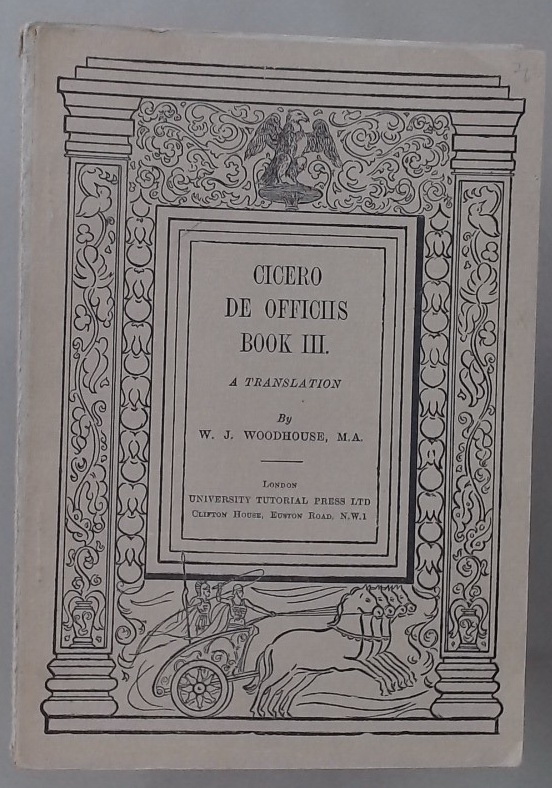 CICERO
DE OFFICIIS
BOOK III.
A TRANSLATION
By
W. J. WOODHOUSE, M.A.
London
UNIVERSITY TUTORIAL PRESS LTD
Clifton House, Euston Road, N.W.1